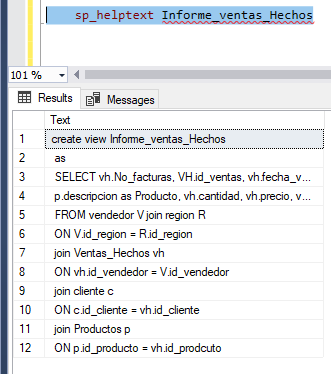 sp_helptext Informe_ventas_Hechos
101 %
Results
Messages
Text
1 create view Informe_ventas_Hechos
2 as
3 SELECT vh.No_facturas, VH.id_ventas, vh.fecha_v...
4 p.descripcion as Producto, vh.cantidad, vh.precio, v...
5 FROM vendedor V join region R
6 ON V.id_region = R.id_region
7 join Ventas_Hechos vh
8 ON vh.id_vendedor = V.id_vendedor
9 join cliente c
10 ON c.id_cliente = vh.id_cliente
11 join Productos p
12 ON p.id_producto = vh.id_prodcuto